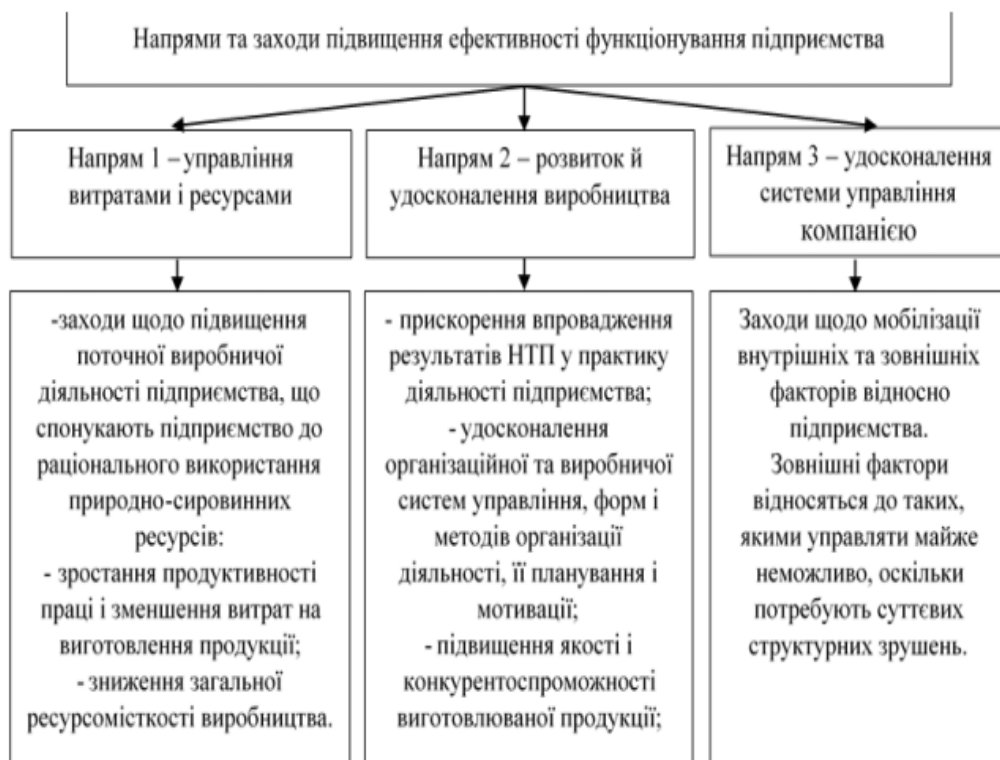 Напрями та заходи підвищення ефективності функціонування підприємства
Напрям 1 – управління
витратами і ресурсами
Напрям 2 – розвиток й
удосконалення виробництва
Напрям 3 – удосконалення
системи управління
компанією
-заходи щодо підвищення
поточної виробничої
діяльності підприємства, що
спонукають підприємство до
раціонального використання
природно-сировинних
ресурсів:
- зростання продуктивності
праці і зменшення витрат на
виготовлення продукції;
- зниження загальної
ресурсомісткості виробництва.
- прискорення впровадження
результатів НТП у практику
діяльності підприємства;
- удосконалення
організаційної та виробничої
систем управління, форм і
методів організації
діяльності, її планування і
мотивації;
- підвищення якості і
конкурентоспроможності
виготовлюваної продукції;
Заходи щодо мобілізації
внутрішніх та зовнішніх
факторів відносно
підприємства.
Зовнішні фактори
відносяться до таких,
якими управляти майже
неможливо, оскільки
потребують суттєвих
структурних зрушень.